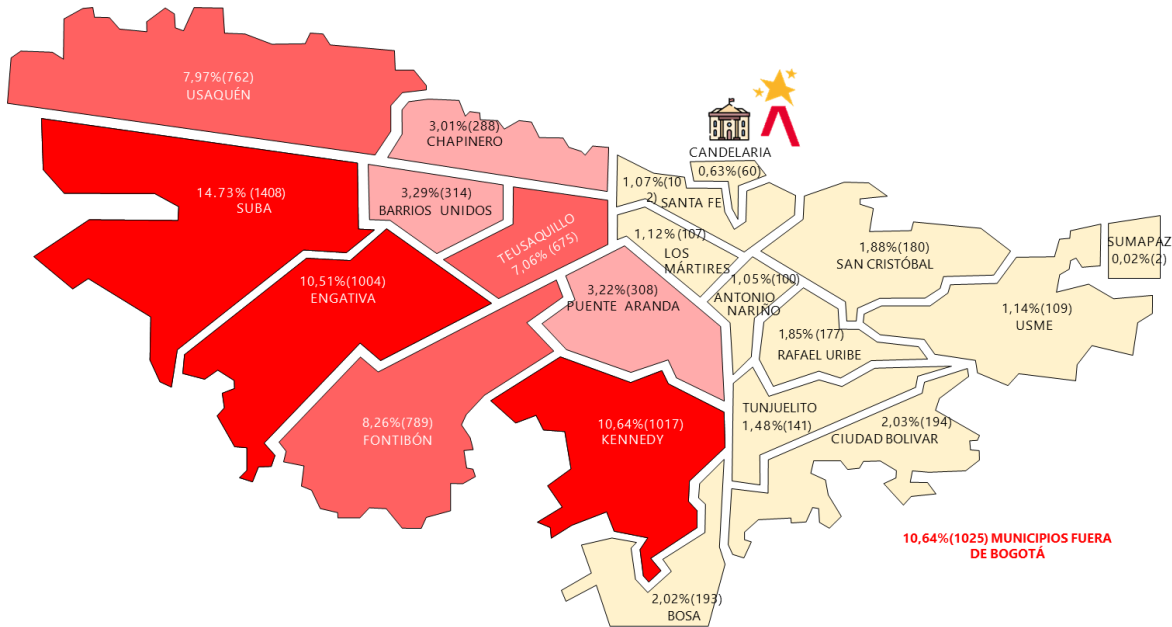 7,97%(762)
USAQUÉN
3,01%(288)
CHAPINERO
CANDELARIA
0,63%(60)
14.73% (1408)
SUBA
3,29%(314)
BARRIOS UNIDOS
1,07%(10
2)
SANTA FE
TEUSAQUILLO
7,06% (675)
1,12%(107)
LOS
MÁRTIRES
1,88%(180)
SAN CRISTÓBAL
SUMAPAZ
0,02%(2)
10,51%(1004)
ENGATIVA
3,22%(308)
PUENTE ARANDA
1,05%(100)
ANTONIO
NARIÑO
1,14%(109)
USME
1,85%(177)
RAFAEL URIBE
8,26%(789)
FONTIBÓN
10,64%(1017)
KENNEDY
TUNJUELITO
1,48%(141)
2,03%(194)
CIUDAD BOLIVAR
10,64%(1025) MUNICIPIOS FUERA
DE BOGOTÁ
2,02%(193)
BOSA